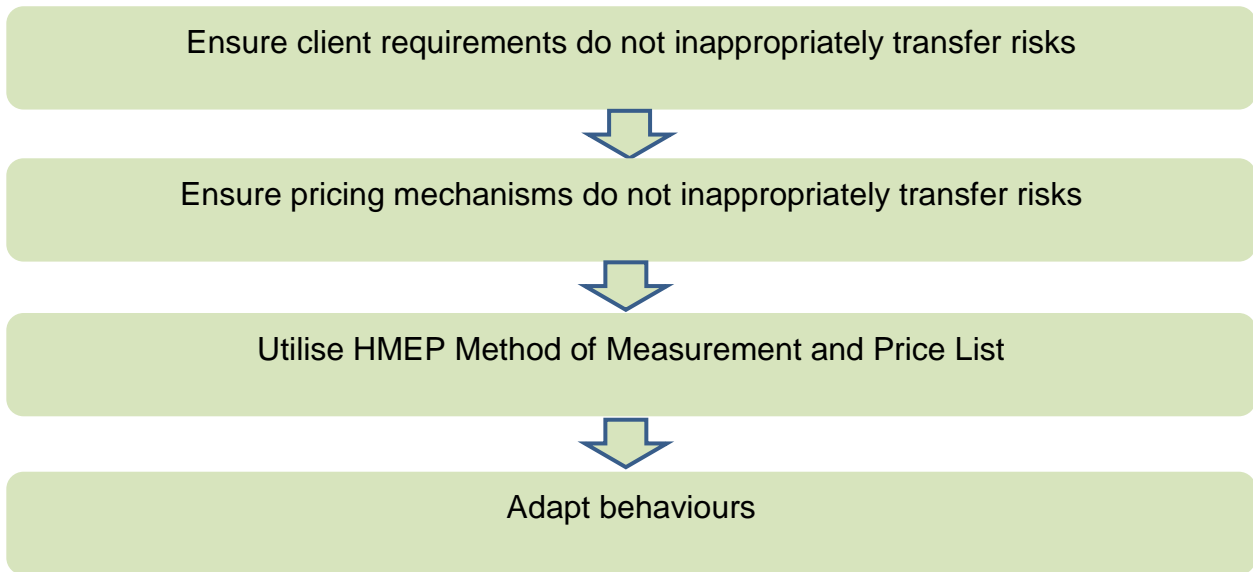 Ensure client requirements do not inappropriately transfer risks
Ensure pricing mechanisms do not inappropriately transfer risks
Utilise HMEP Method of Measurement and Price List
Adapt behaviours